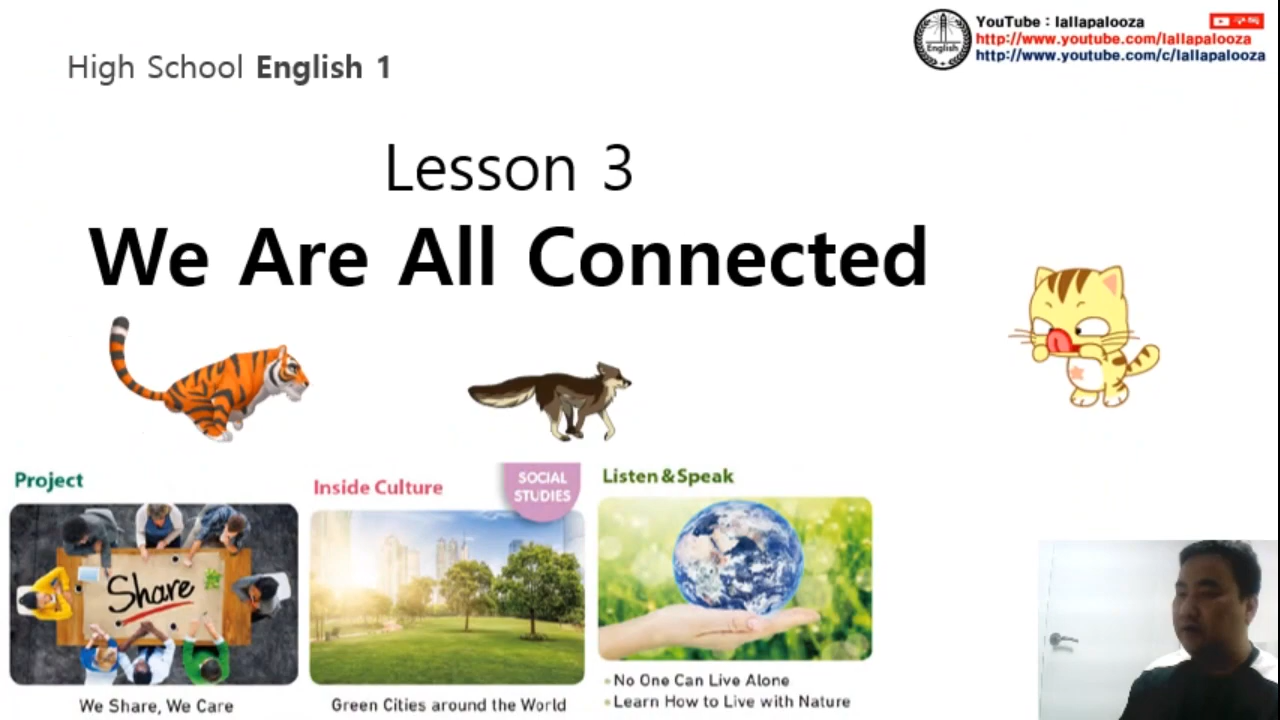 YouTube : lallapalooza
http://www.youtube.com/lallapalooza
http://www.youtube.com/c/lallapalooza
English
High School English 1
Lesson 3
We Are All Connected
Project
Share
We Share, We Care
Inside Culture
SOCIAL
STUDIES
Green Cities around the World
Listen & Speak
• No One Can Live Alone
• Learn How to Live with Nature